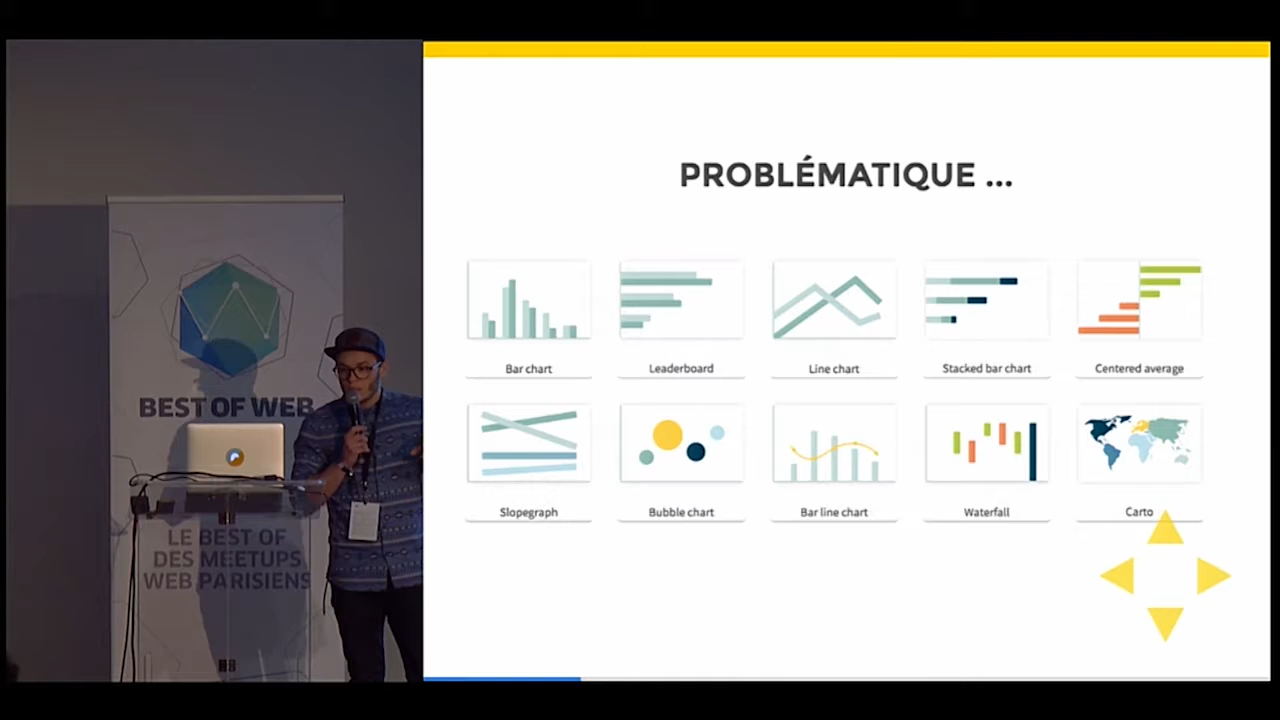 BEST OF WEB
LE BEST OF
DES MEETUPS
WEB PARISIENS
PROBLÉMATIQUE ...
Bar chart
Leaderboard
Line chart
Stacked bar chart
Centered average
Slopegraph
Bubble chart
Bar line chart
Waterfall
Carto